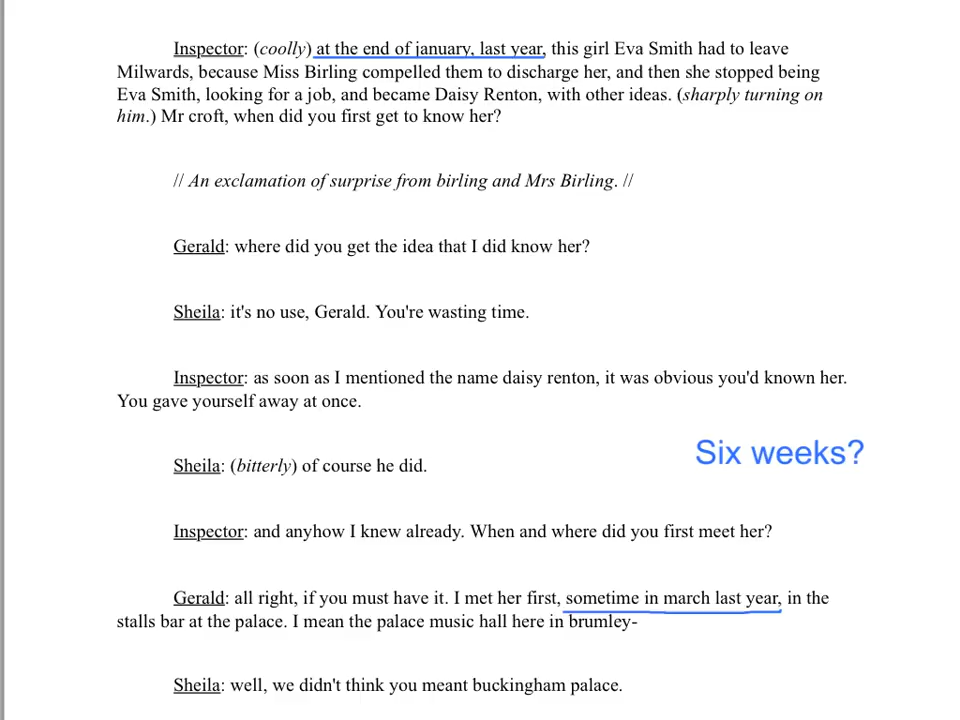 Inspector: (coolly) at the end of january, last year, this girl Eva Smith had to leave
Milwards, because Miss Birling compelled them to discharge her, and then she stopped being
Eva Smith, looking for a job, and became Daisy Renton, with other ideas. (sharply turning on
him.) Mr croft, when did you first get to know her?
// An exclamation of surprise from birling and Mrs Birling. //
Gerald: where did you get the idea that I did know her?
Sheila: it's no use, Gerald. You're wasting time.
Inspector: as soon as I mentioned the name daisy renton, it was obvious you'd known her.
You gave yourself away at once.
Six weeks?
Sheila: (bitterly) of course he did.
Inspector: and anyhow I knew already. When and where did you first meet her?
Gerald: all right, if you must have it. I met her first, sometime in march last year, in the
stalls bar at the palace. I mean the palace music hall here in brumley-
Sheila: well, we didn't think you meant buckingham palace.